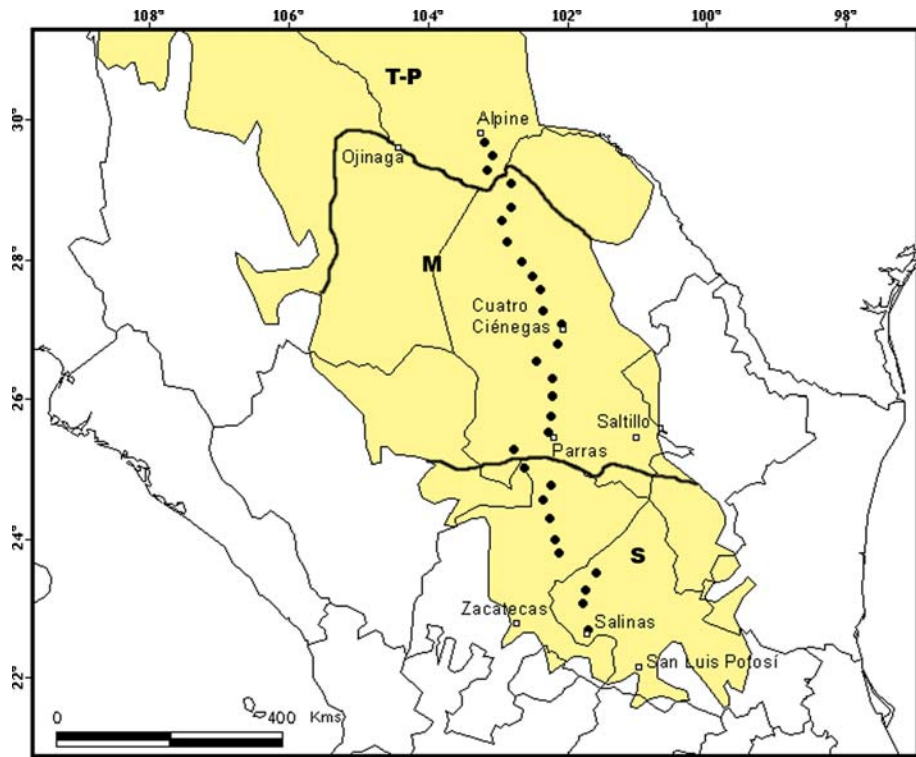 108° 106° 104° 102° 100° 98°
T-P
30°
Alpine
Ojinaga
28°
M
Cuatro
Ciénegas
26°
Saltillo
Parras
24°
S
Zacatecas
Salinas
22°
San Luis Potosí
0 400 Kms